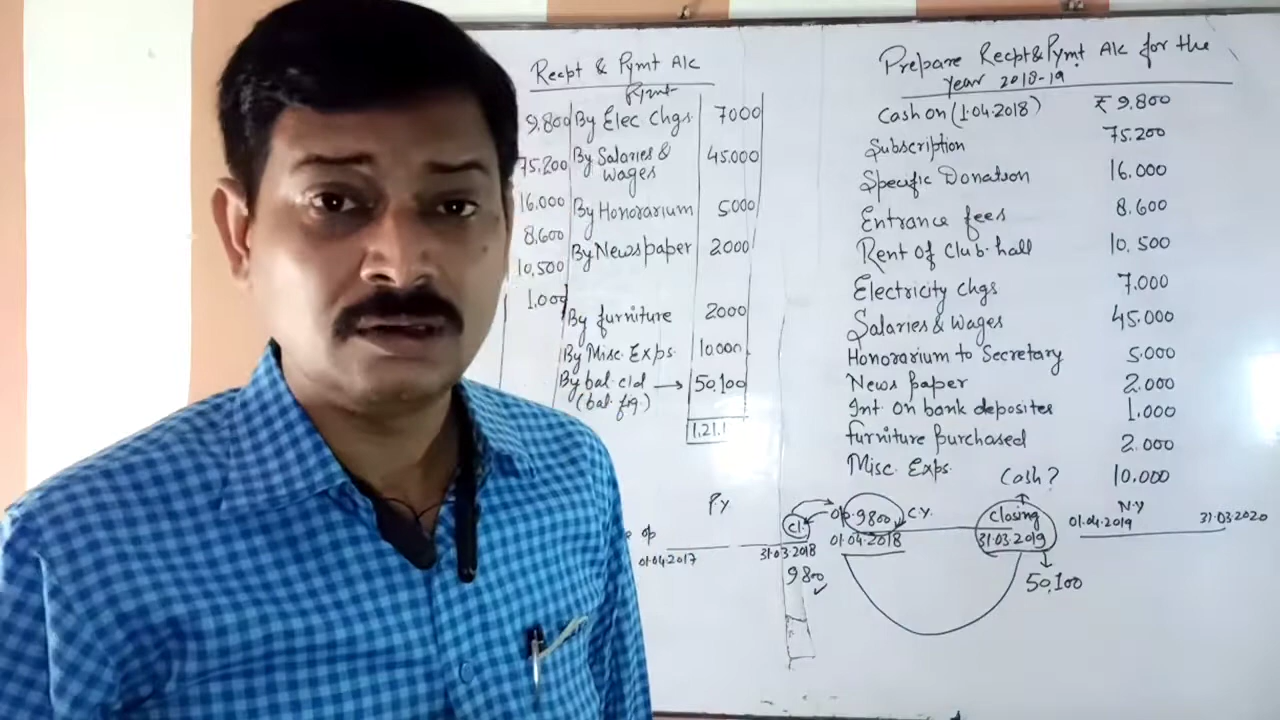 Recpt & Pymt A/c
Pymt
9,800 By Elec Chgs. 7000
75,200 By Salaries & 45.000
wages
16.000
By Honorarium 5000
8,600
By Newspaper 2000
10,500
1,000
By furniture 2000
By Misc. Exps. 10.000
By bal. c/d → 50,100
(bal. fig.)
1.21.1
Prepare Recpt & Pymt A/c for the
Year 2018-19
Cash on (1.04.2018) ₹ 9.800
Subscription 75.200
Specific Donation 16.000
Entrance fees 8.600
Rent of Club-hall 10.500
Electricity Chgs 7.000
Salaries & Wages 45.000
Honorarium to Secretary 5.000
News paper 2.000
Int. On bank deposites 1.000
furniture purchased 2.000
Misc. Exps. 10.000
Cash?
P.y
Cl.
op. 9800
C.Y.
Closing
N.y
01.04.2019
31.03.2020
op
01.04.2017
31.03.2018
01.04.2018
31.03.2019
9800
50,100